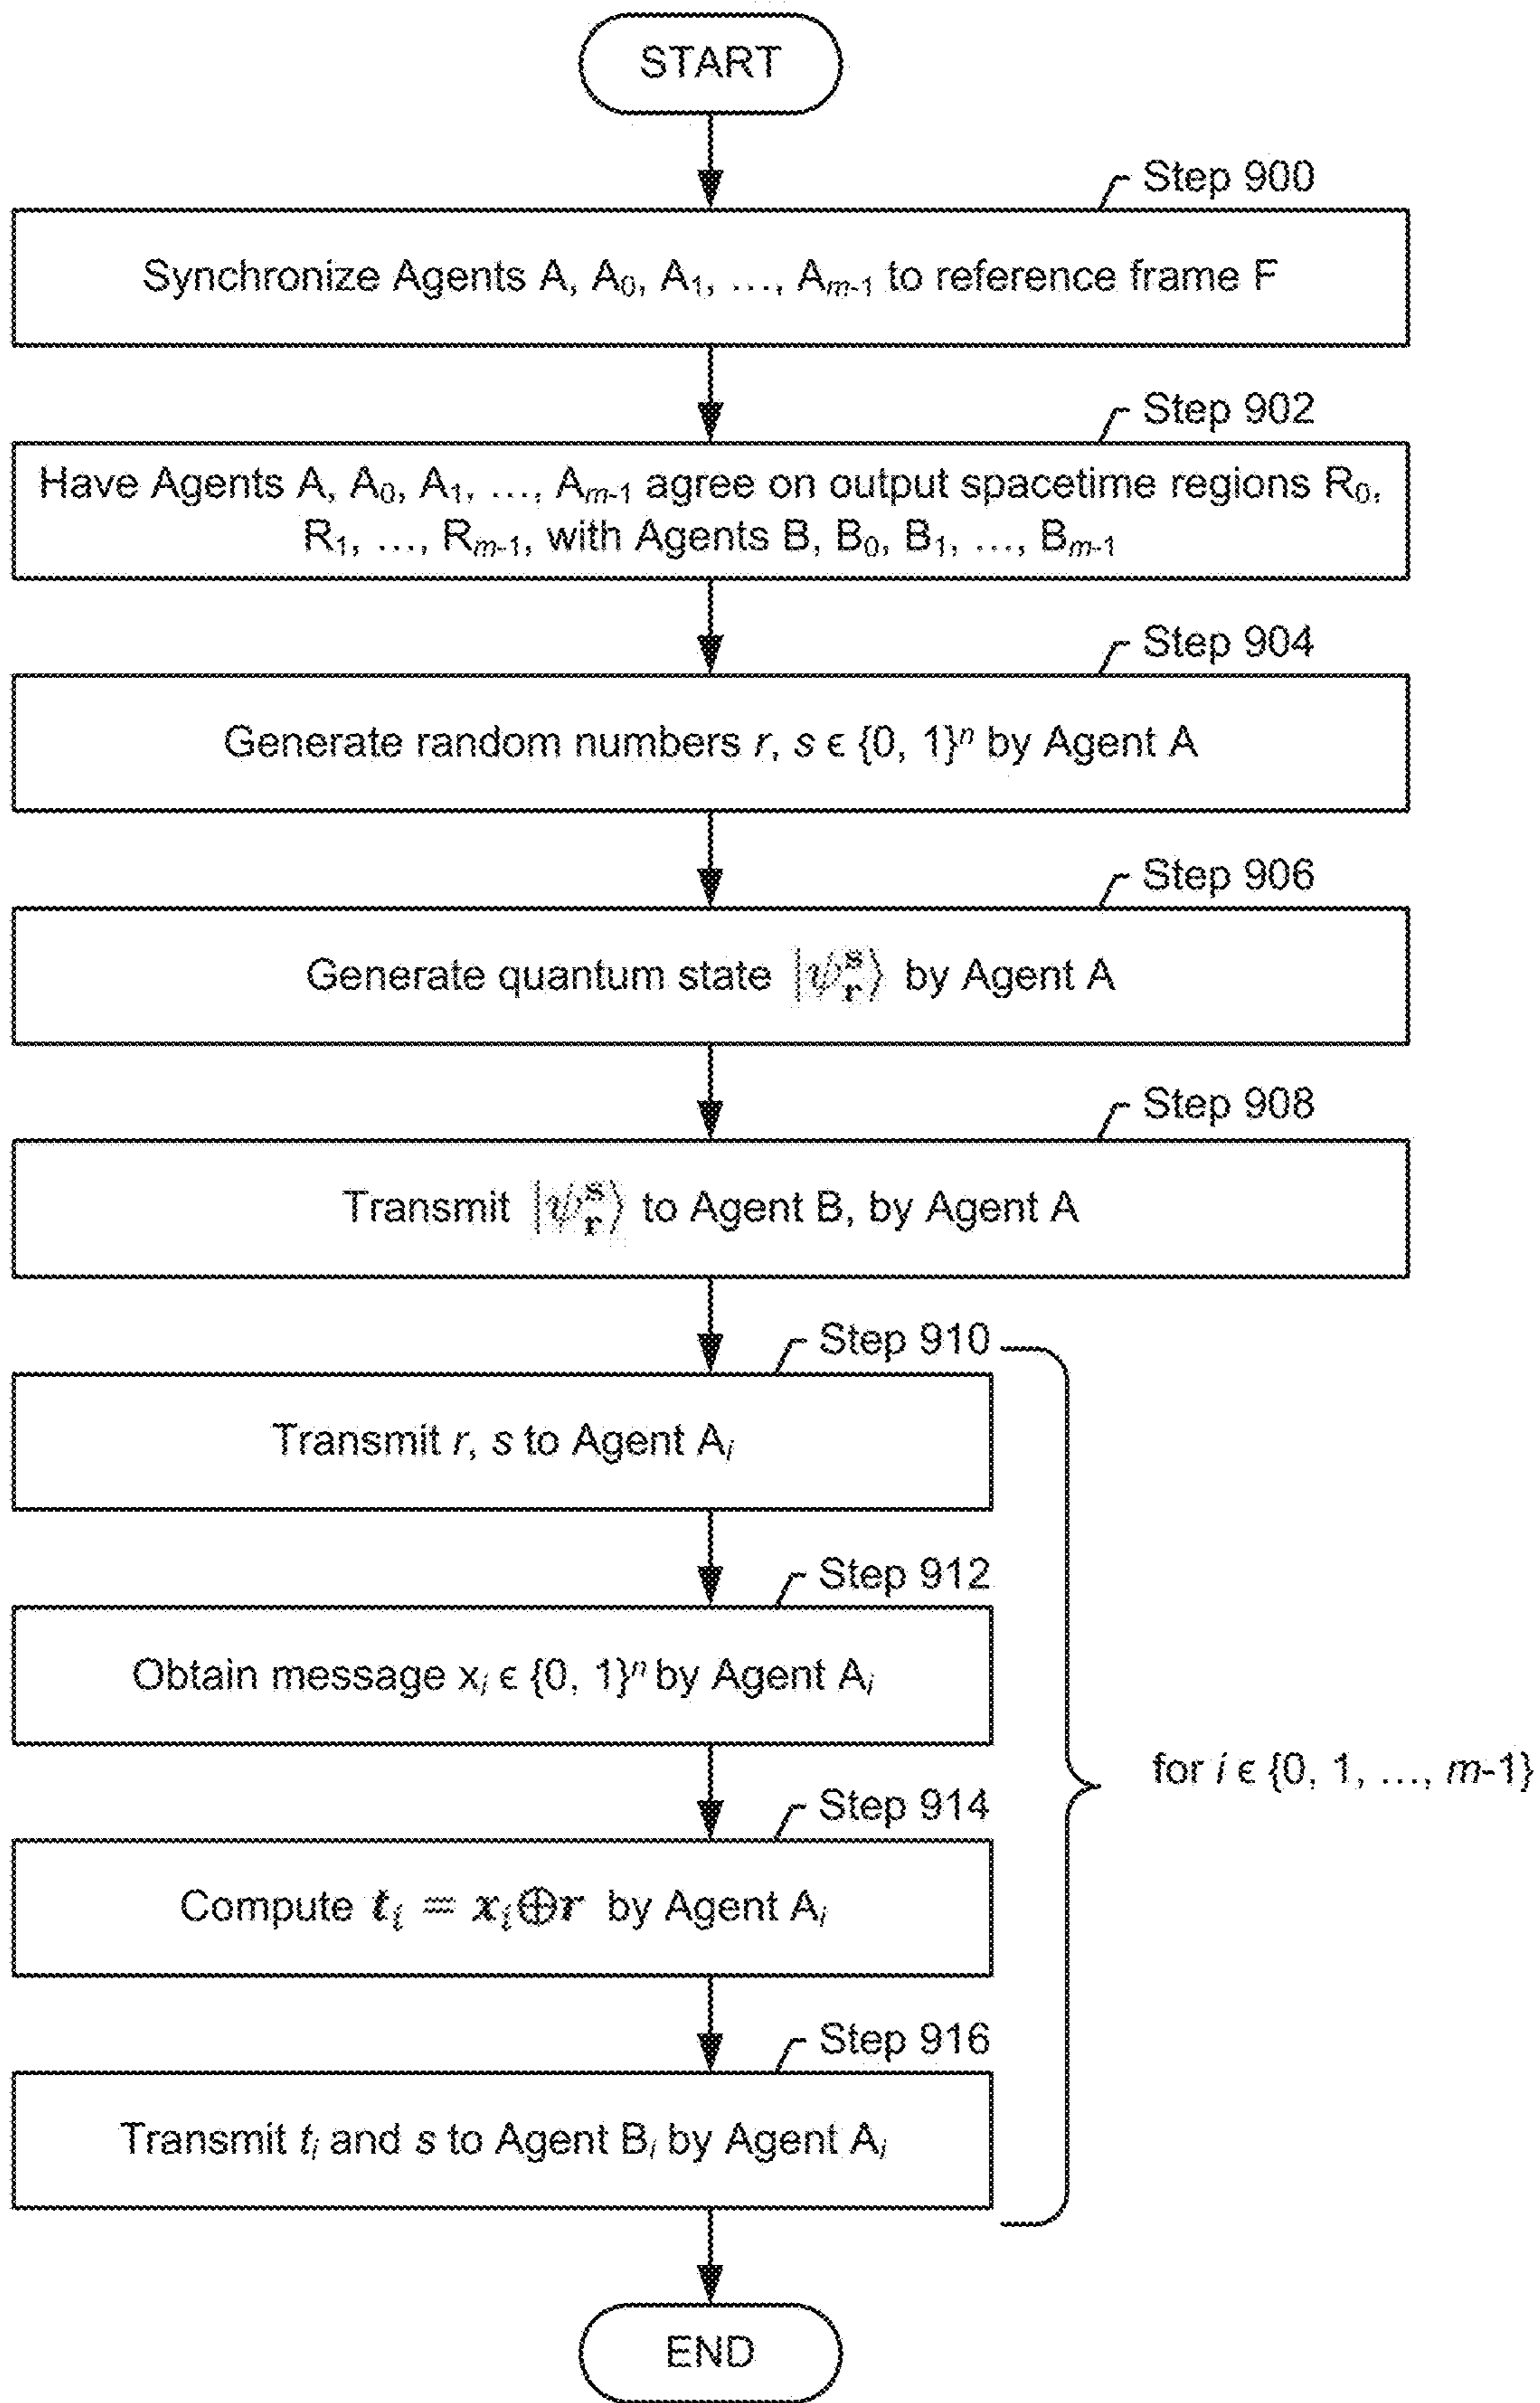 START
Step 900
Synchronize Agents A, A₀, A₁, ..., Aₘ₋₁ to reference frame F
Step 902
Have Agents A, A₀, A₁, ..., Aₘ₋₁ agree on output spacetime regions R₀,
R₁, ..., Rₘ₋₁, with Agents B, B₀, B₁, ..., Bₘ₋₁
Step 904
Generate random numbers r, s ϵ {0, 1}ⁿ by Agent A
Step 906
Generate quantum state |ψᵣˢ⟩ by Agent A
Step 908
Transmit |ψᵣˢ⟩ to Agent B, by Agent A
Step 910
Transmit r, s to Agent Aᵢ
Step 912
Obtain message xᵢ ϵ {0, 1}ⁿ by Agent Aᵢ
for i ϵ {0, 1, ..., m-1}
Step 914
Compute tᵢ = xᵢ⊕r by Agent Aᵢ
Step 916
Transmit tᵢ and s to Agent Bᵢ by Agent Aᵢ
END